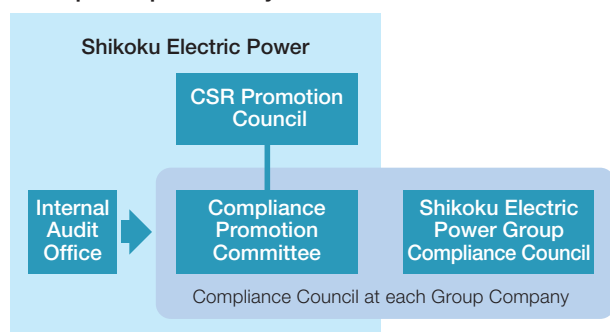 Shikoku Electric Power
CSR Promotion
Council
Internal
Audit
Office
Compliance
Promotion
Committee
Shikoku Electric
Power Group
Compliance Council
Compliance Council at each Group Company